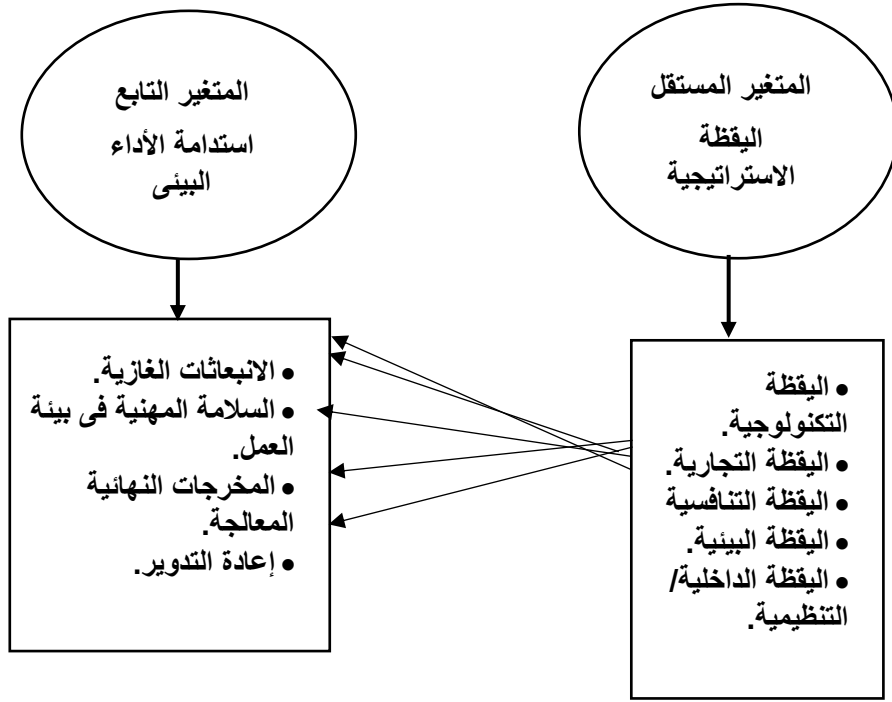 المتغير المستقل
اليقظة
الاستراتيجية
المتغير التابع
استدامة الأداء
البيئى
• اليقظة
التكنولوجية.
• اليقظة التجارية.
• اليقظة التنافسية
• اليقظة البيئية.
• اليقظة الداخلية/
التنظيمية.
• الانبعاثات الغازية.
• السلامة المهنية فى بيئة
العمل.
• المخرجات النهائية
المعالجة.
• إعادة التدوير.